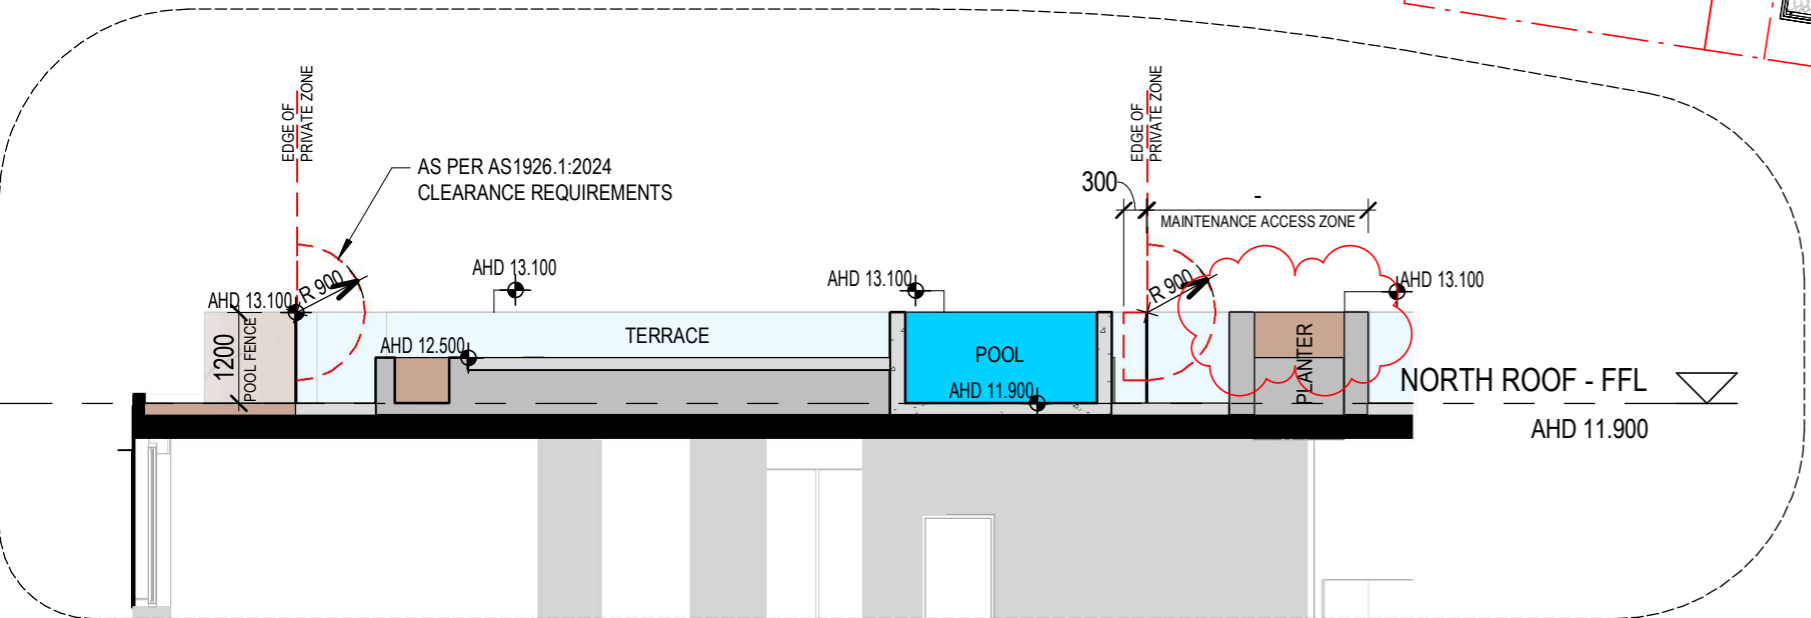 EDGE OF
PRIVATE ZONE
AS PER AS1926.1:2024
CLEARANCE REQUIREMENTS
EDGE OF
PRIVATE ZONE
300
-
MAINTENANCE ACCESS ZONE
AHD 13.100
R 900
AHD 13.100
AHD 13.100
R 900
AHD 13.100
1200
POOL FENCE
AHD 12.500
TERRACE
POOL
AHD 11.900
PLANTER
NORTH ROOF - FFL
AHD 11.900